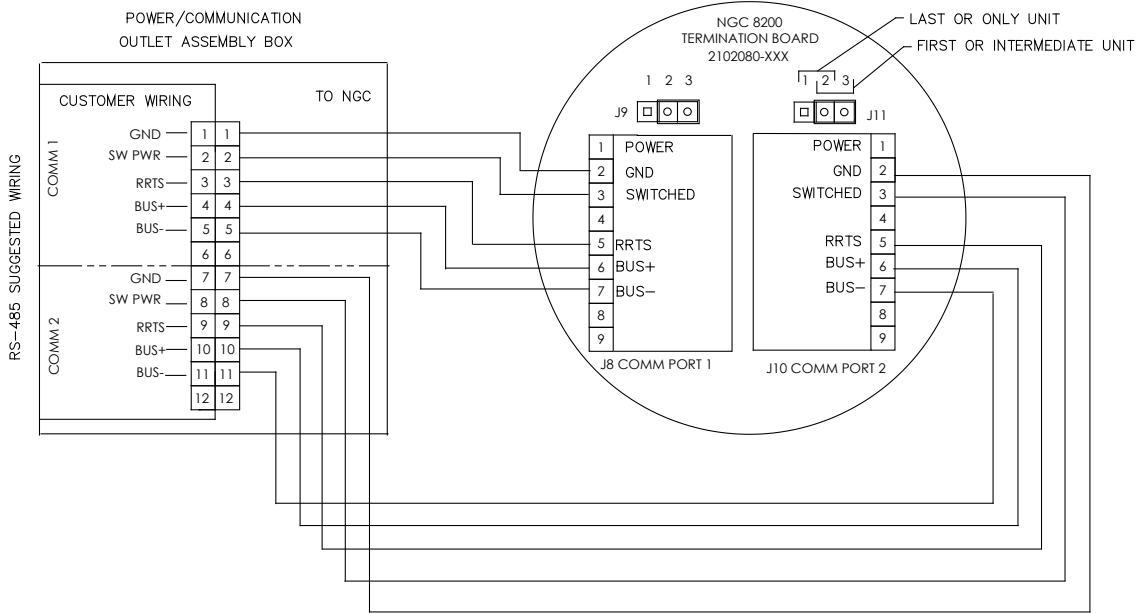 POWER/COMMUNICATION
OUTLET ASSEMBLY BOX
CUSTOMER WIRING
TO NGC
RS-485 SUGGESTED WIRING
COMM 1
GND 1 1
SW PWR 2 2
RRTS 3 3
BUS+ 4 4
BUS- 5 5
6 6
COMM 2
GND 7 7
SW PWR 8 8
RRTS 9 9
BUS+ 10 10
BUS- 11 11
12 12
NGC 8200
TERMINATION BOARD
2102080-XXX
LAST OR ONLY UNIT
FIRST OR INTERMEDIATE UNIT
1 2 3
J9
1 POWER
2 GND
3 SWITCHED
4
5 RRTS
6 BUS+
7 BUS-
8
9
J8 COMM PORT 1
1 2 3
J11
POWER 1
GND 2
SWITCHED 3
4
RRTS 5
BUS+ 6
BUS- 7
8
9
J10 COMM PORT 2